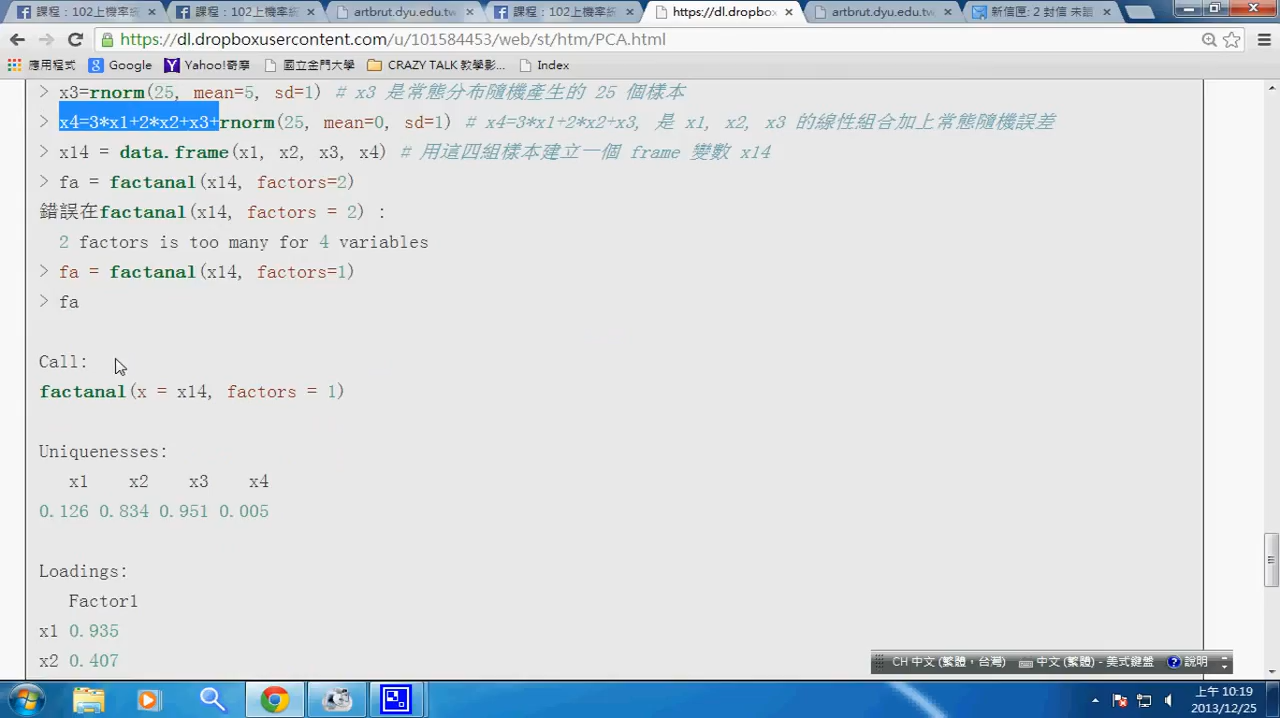 課程：102上機率統
課程：102上機率統
artbrut.dyu.edu.tw
課程：102上機率統
https://dl.dropbox
artbrut.dyu.edu.tw
新信匣: 2 封信 未讀
https://dl.dropboxusercontent.com/u/101584453/web/st/htm/PCA.html
應用程式 Google Yahoo!奇摩 國立金門大學 CRAZY TALK 教學影... Index
> x3=rnorm(25, mean=5, sd=1) # x3 是常態分布隨機產生的 25 個樣本
> x4=3*x1+2*x2+x3+rnorm(25, mean=0, sd=1) # x4=3*x1+2*x2+x3, 是 x1, x2, x3 的線性組合加上常態隨機誤差
> x14 = data.frame(x1, x2, x3, x4) # 用這四組樣本建立一個 frame 變數 x14
> fa = factanal(x14, factors=2)
錯誤在factanal(x14, factors = 2) :
2 factors is too many for 4 variables
> fa = factanal(x14, factors=1)
> fa
Call:
factanal(x = x14, factors = 1)
Uniquenesses:
x1 x2 x3 x4
0.126 0.834 0.951 0.005
Loadings:
Factor1
x1 0.935
x2 0.407
CH 中文 (繁體，台灣) 中文 (繁體) - 美式鍵盤 說明
上午 10:19
2013/12/25